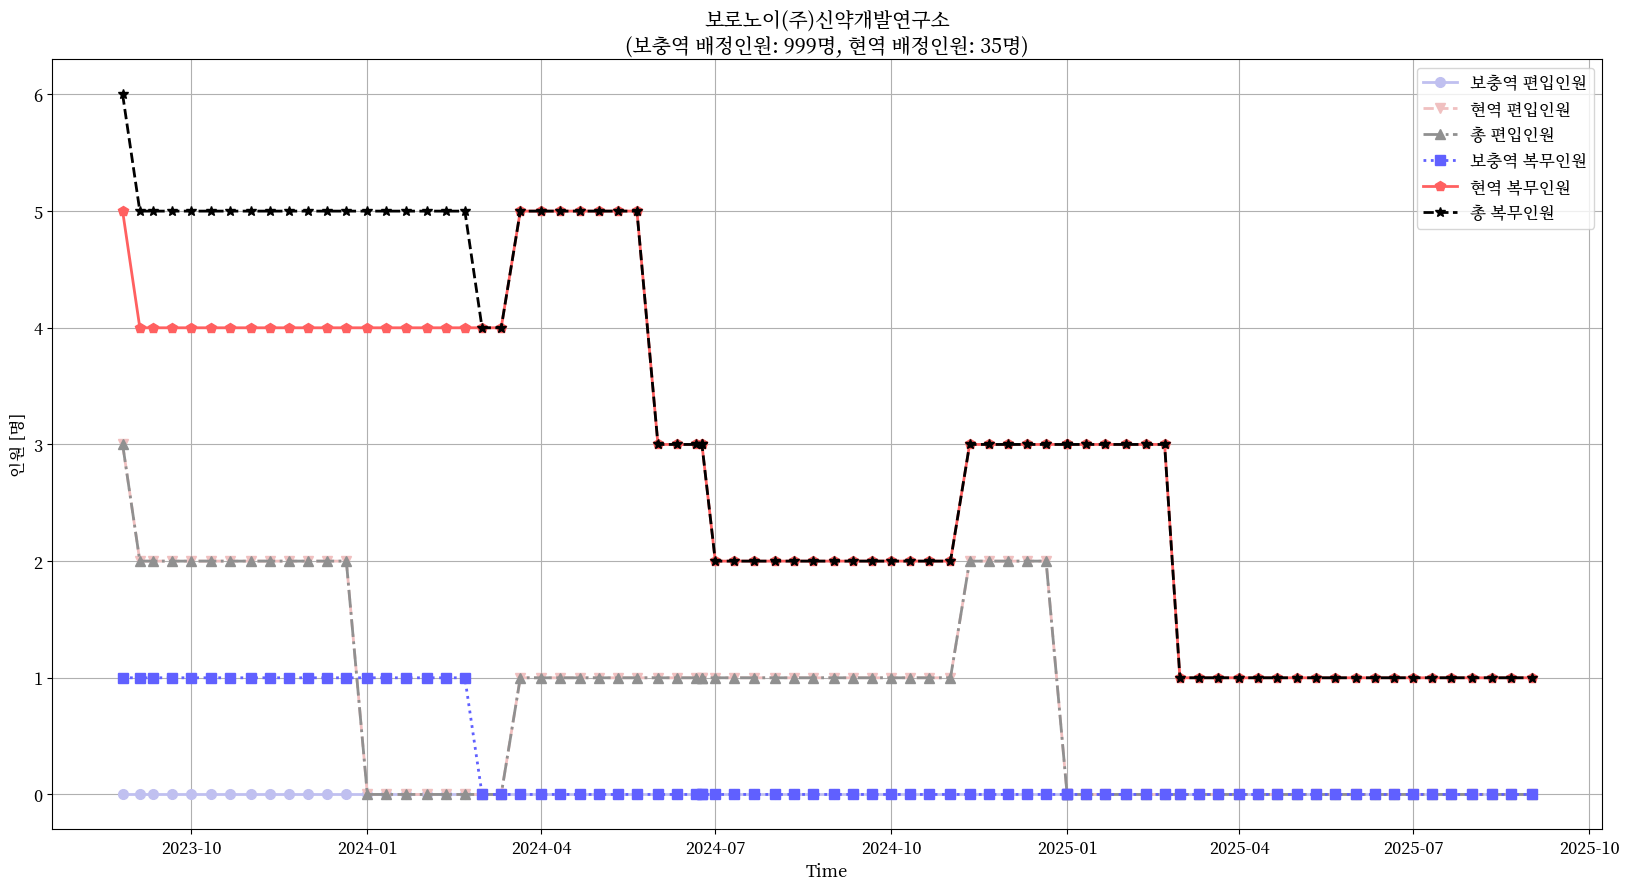 보로노이(주)신약개발연구소
(보충역 배정인원: 999명, 현역 배정인원: 35명)
보충역 편입인원
현역 편입인원
총 편입인원
보충역 복무인원
현역 복무인원
총 복무인원
인원 [명]
6
5
4
3
2
1
0
2023-10
2024-01
2024-04
2024-07
2024-10
2025-01
2025-04
2025-07
2025-10
Time